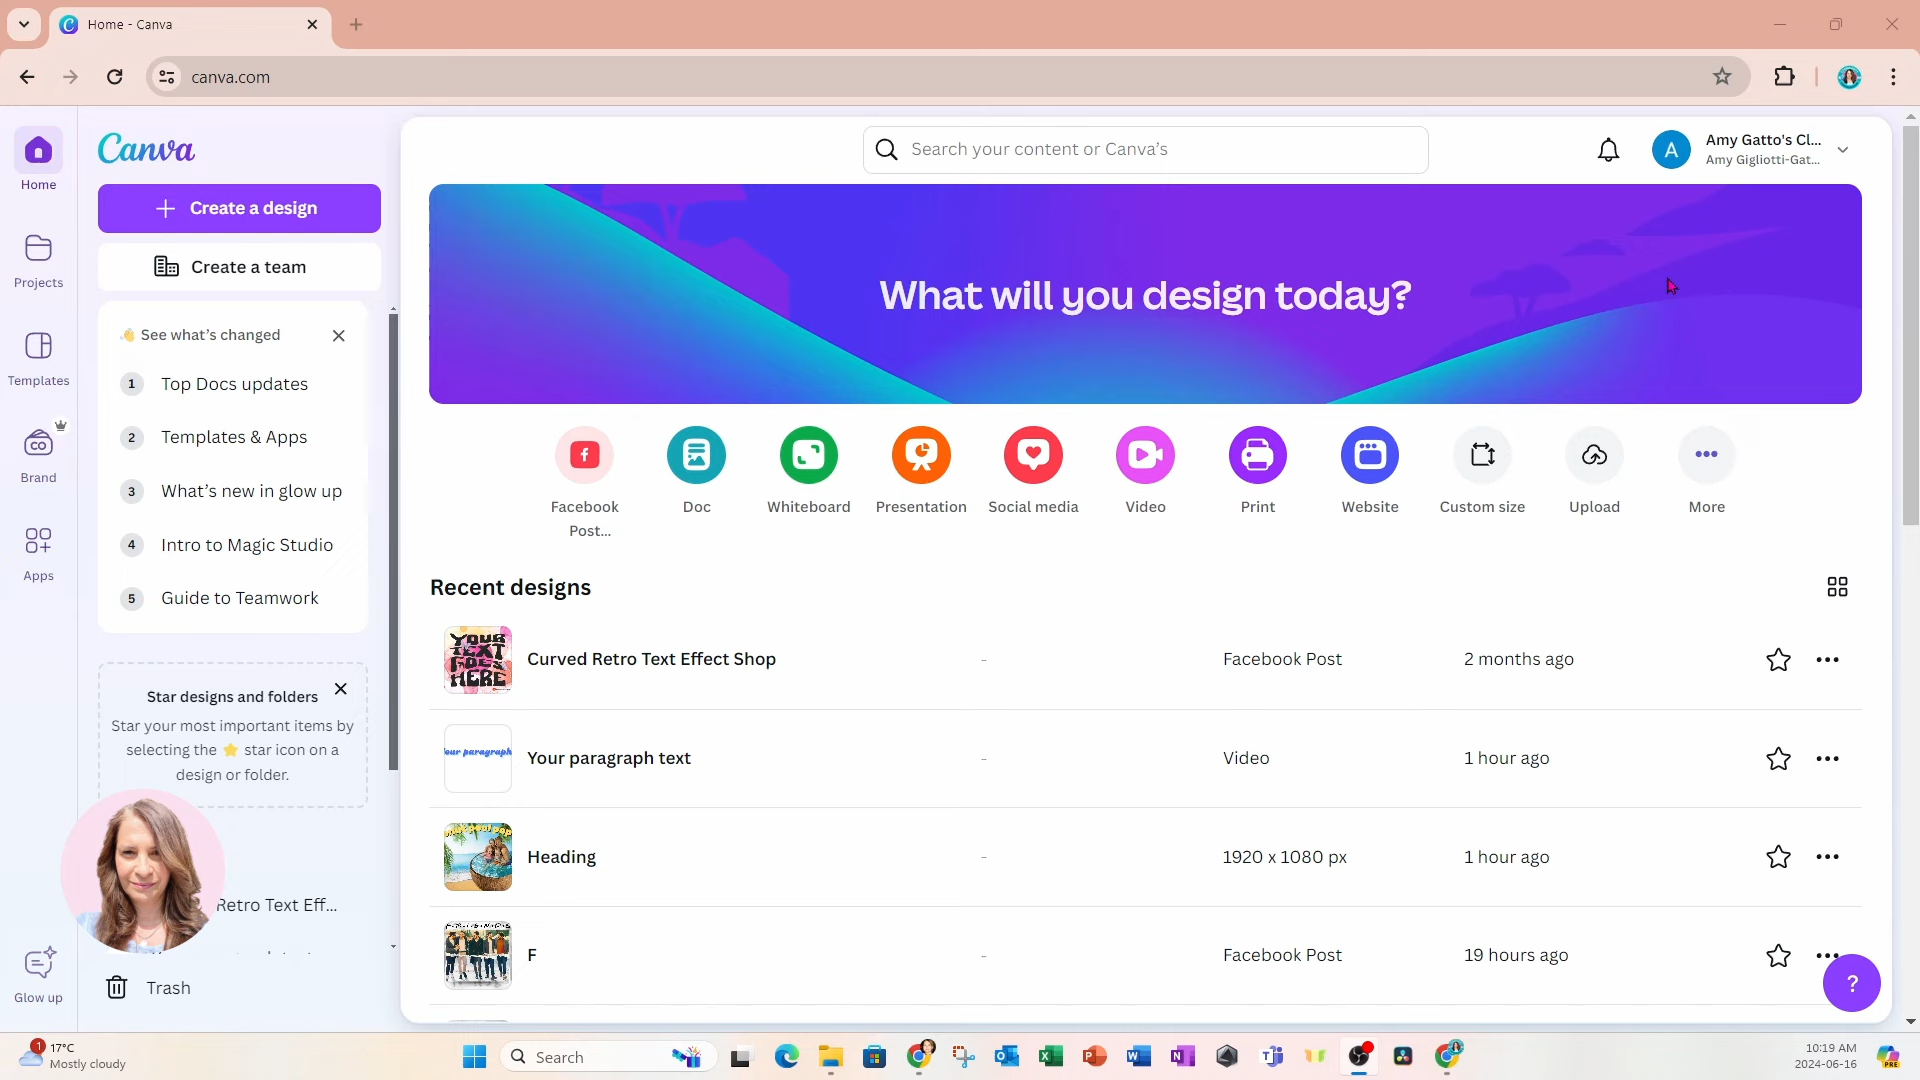 Home - Canva
canva.com
Canva
Search your content or Canva's
A
Amy Gatto's Cl...
Amy Gigliotti-Gat...
Home
Projects
Templates
Brand
Apps
Glow up
Create a design
Create a team
See what's changed
1 Top Docs updates
2 Templates & Apps
3 What's new in glow up
4 Intro to Magic Studio
5 Guide to Teamwork
Star designs and folders
Star your most important items by
selecting the star icon on a
design or folder.
Retro Text Eff...
Trash
What will you design today?
Facebook
Post...
Doc
Whiteboard
Presentation
Social media
Video
Print
Website
Custom size
Upload
More
Recent designs
YOUR
TEXT
GOES
HERE
Curved Retro Text Effect Shop - Facebook Post 2 months ago
Your paragraph text - Video 1 hour ago
Heading - 1920 x 1080 px 1 hour ago
F - Facebook Post 19 hours ago
?
1
17°C
Mostly cloudy
Search
10:19 AM
2024-06-16
PRE